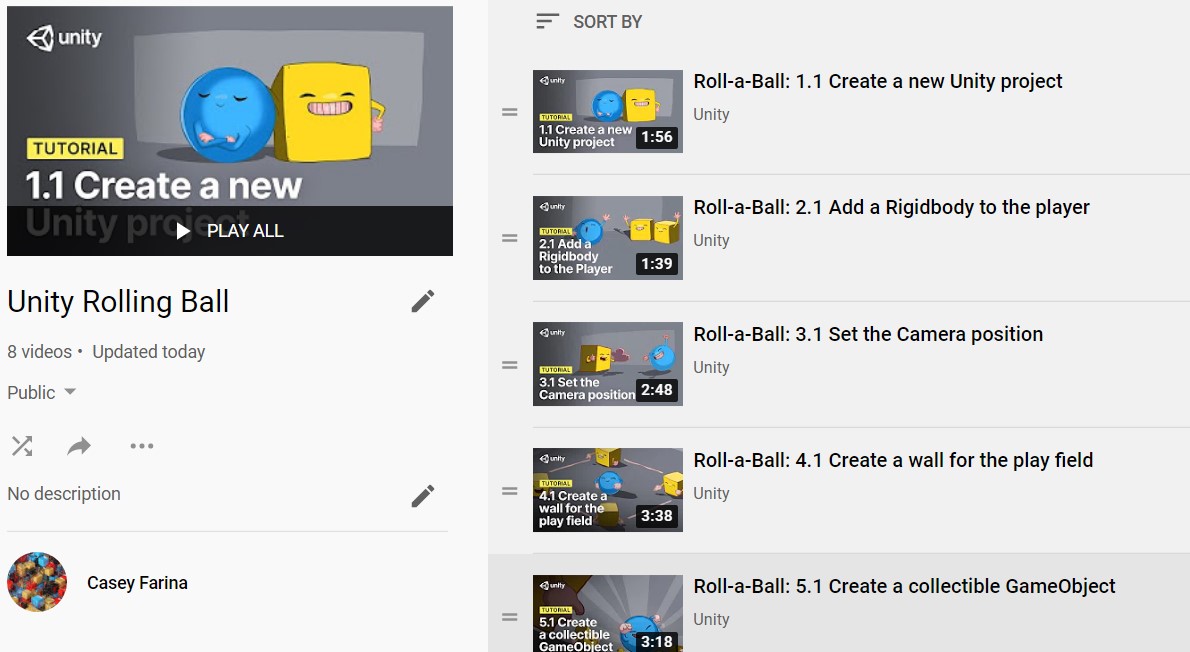 unity
TUTORIAL
1.1 Create a new
Unity project
PLAY ALL
Unity Rolling Ball
8 videos • Updated today
Public
No description
Casey Farina
SORT BY
unity
TUTORIAL
1.1 Create a new
Unity project
1:56
Roll-a-Ball: 1.1 Create a new Unity project
Unity
unity
TUTORIAL
2.1 Add a
Rigidbody
to the Player
1:39
Roll-a-Ball: 2.1 Add a Rigidbody to the player
Unity
unity
TUTORIAL
3.1 Set the
Camera position
2:48
Roll-a-Ball: 3.1 Set the Camera position
Unity
unity
TUTORIAL
4.1 Create a
wall for the
play field
3:38
Roll-a-Ball: 4.1 Create a wall for the play field
Unity
unity
TUTORIAL
5.1 Create
a collectible
GameObject
3:18
Roll-a-Ball: 5.1 Create a collectible GameObject
Unity